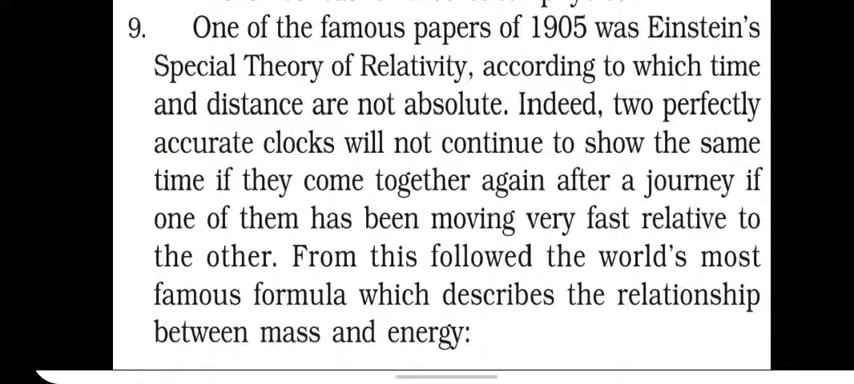 9. One of the famous papers of 1905 was Einstein’s
Special Theory of Relativity, according to which time
and distance are not absolute. Indeed, two perfectly
accurate clocks will not continue to show the same
time if they come together again after a journey if
one of them has been moving very fast relative to
the other. From this followed the world’s most
famous formula which describes the relationship
between mass and energy: